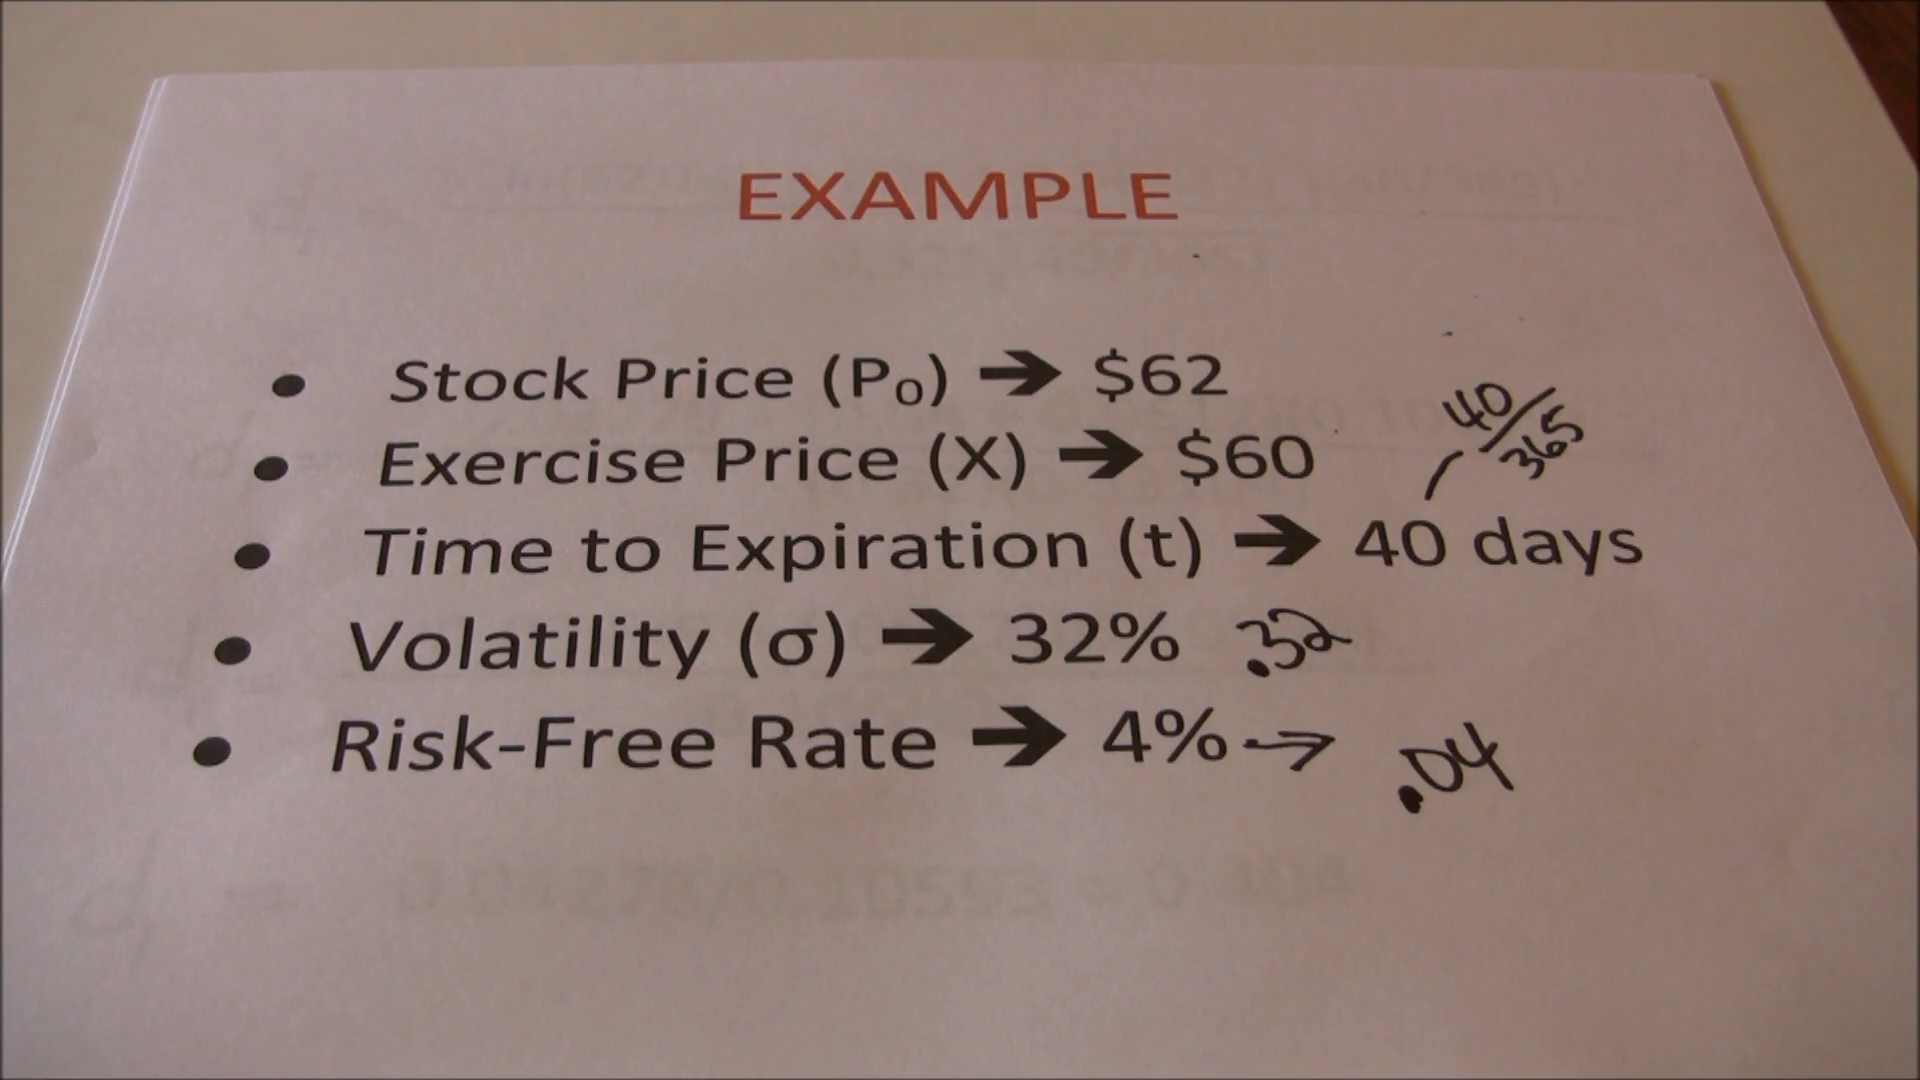 EXAMPLE
• Stock Price (P₀) ➔ $62
40/365
• Exercise Price (X) ➔ $60
• Time to Expiration (t) ➔ 40 days
• Volatility (σ) ➔ 32% .32
• Risk-Free Rate ➔ 4% → .04